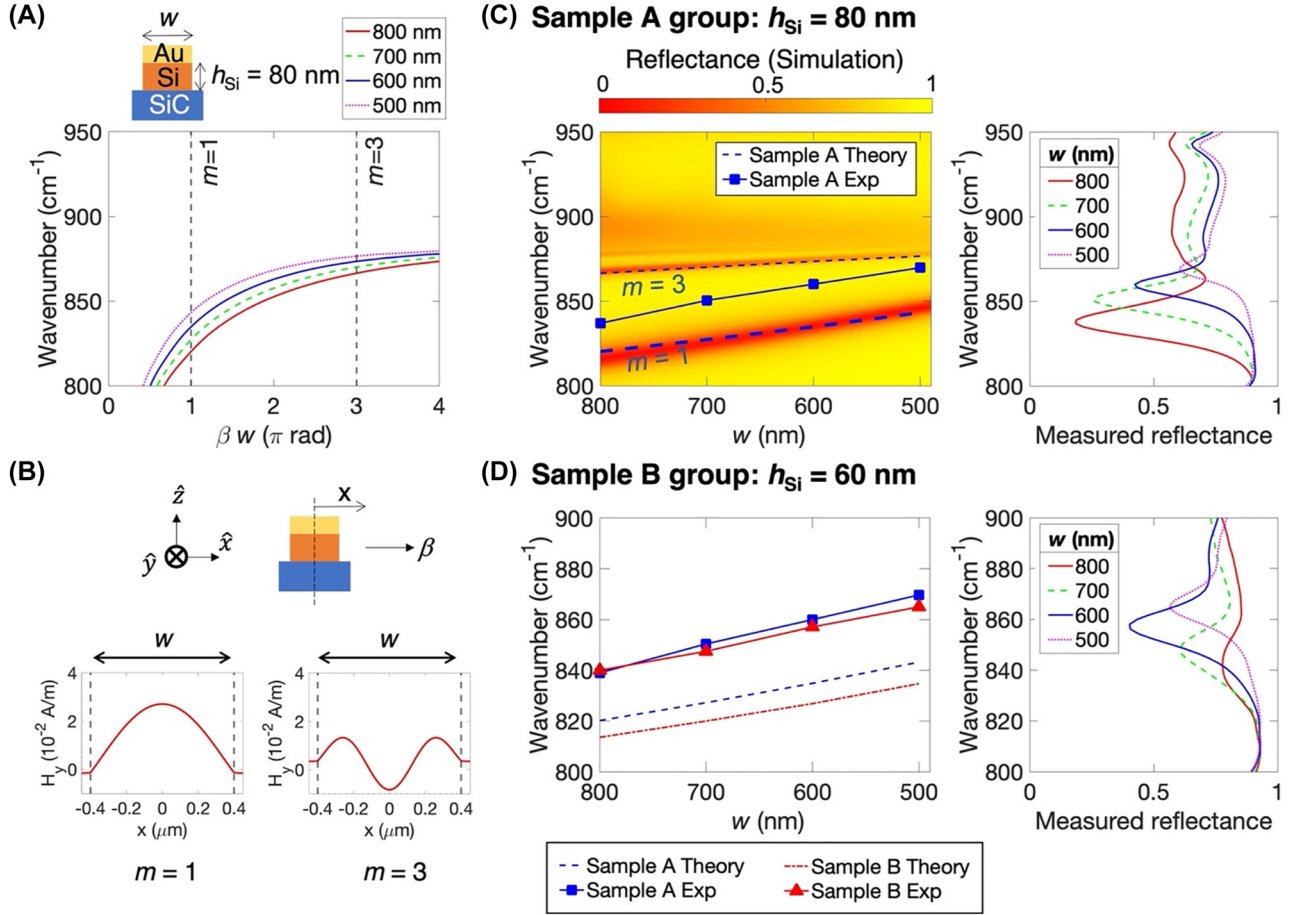 (A)
w
Au
Si
SiC
h_Si = 80 nm
800 nm
700 nm
600 nm
500 nm
950
900
850
800
Wavenumber (cm⁻¹)
m=1
m=3
0 1 2 3 4
β w (π rad)
(B)
ẑ
ŷ
x̂
x
β
w
4
2
0
H_y (10⁻² A/m)
-0.4 -0.2 0 0.2 0.4
x (μm)
m = 1
w
4
2
0
H_y (10⁻² A/m)
-0.4 -0.2 0 0.2 0.4
x (μm)
m = 3
(C) Sample A group: h_Si = 80 nm
Reflectance (Simulation)
0 0.5 1
Sample A Theory
Sample A Exp
950
900
850
800
Wavenumber (cm⁻¹)
m = 3
m = 1
800 700 600 500
w (nm)
w (nm)
800
700
600
500
950
900
850
800
Wavenumber (cm⁻¹)
0 0.5 1
Measured reflectance
(D) Sample B group: h_Si = 60 nm
900
880
860
840
820
800
Wavenumber (cm⁻¹)
800 700 600 500
w (nm)
w (nm)
800
700
600
500
900
880
860
840
820
800
Wavenumber (cm⁻¹)
0 0.5 1
Measured reflectance
Sample A Theory
Sample A Exp
Sample B Theory
Sample B Exp